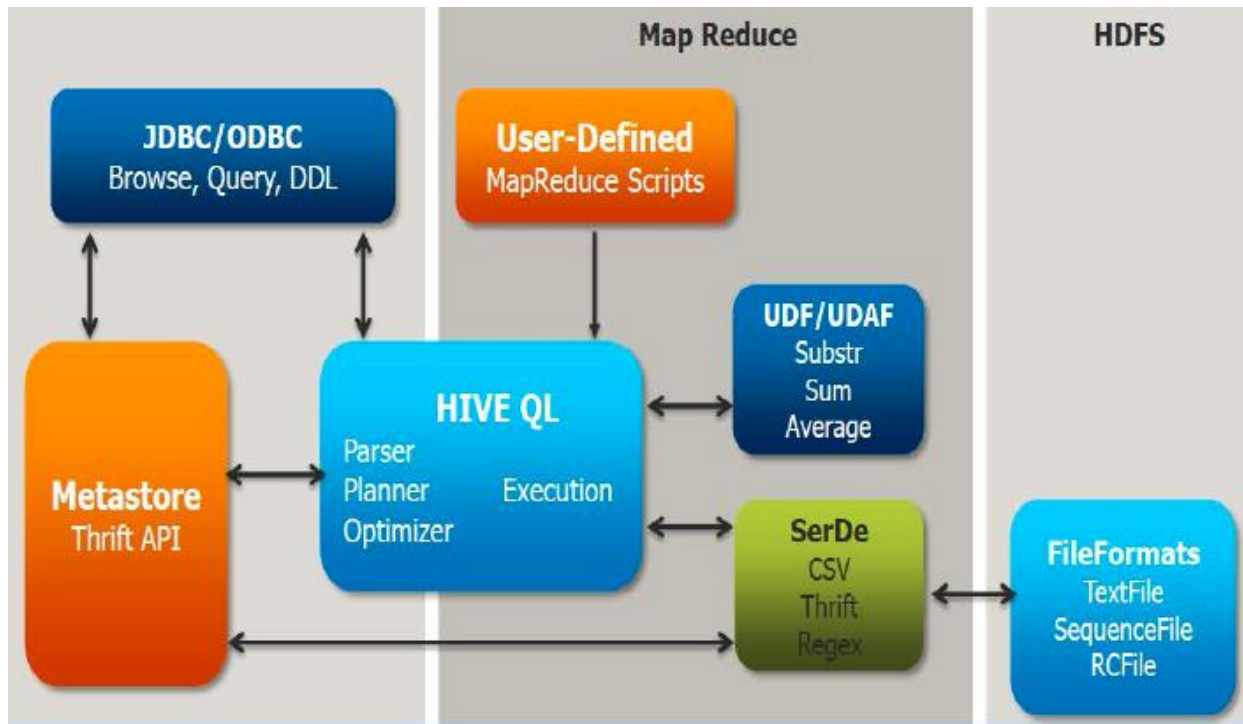 Map Reduce
HDFS
JDBC/ODBC
Browse, Query, DDL
User-Defined
MapReduce Scripts
UDF/UDAF
Substr
Sum
Average
HIVE QL
Parser
Planner
Optimizer
Execution
Metastore
Thrift API
SerDe
CSV
Thrift
Regex
FileFormats
TextFile
SequenceFile
RCFile